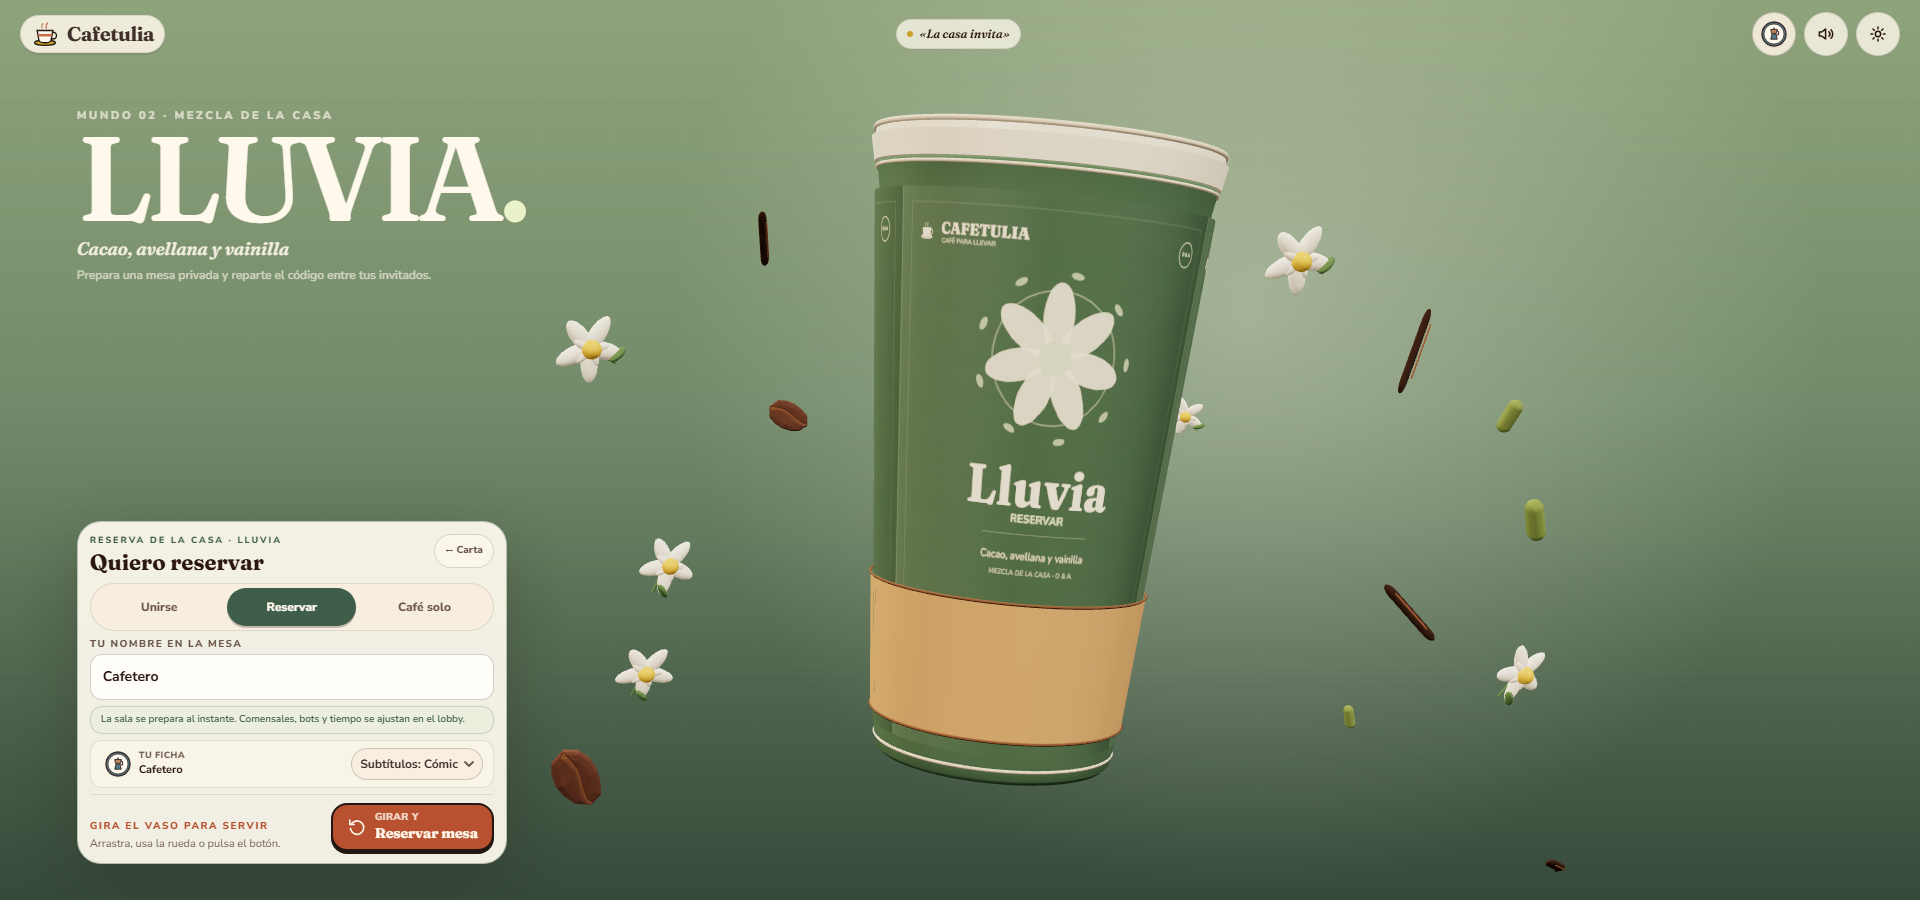 Cafetulia
«La casa invita»
MUNDO 02 · MEZCLA DE LA CASA
LLUVIA.
Cacao, avellana y vainilla
Prepara una mesa privada y reparte el código entre tus invitados.
CAFETULIA
CAFÉ PARA LLEVAR
Lluvia
RESERVAR
Cacao, avellana y vainilla
MEZCLA DE LA CASA · O & A
RESERVA DE LA CASA · LLUVIA
Quiero reservar
← Carta
Unirse
Reservar
Café solo
TU NOMBRE EN LA MESA
Cafetero
La sala se prepara al instante. Comensales, bots y tiempo se ajustan en el lobby.
TU FICHA
Cafetero
Subtítulos: Cómic
GIRA EL VASO PARA SERVIR
Arrastra, usa la rueda o pulsa el botón.
GIRAR Y
Reservar mesa